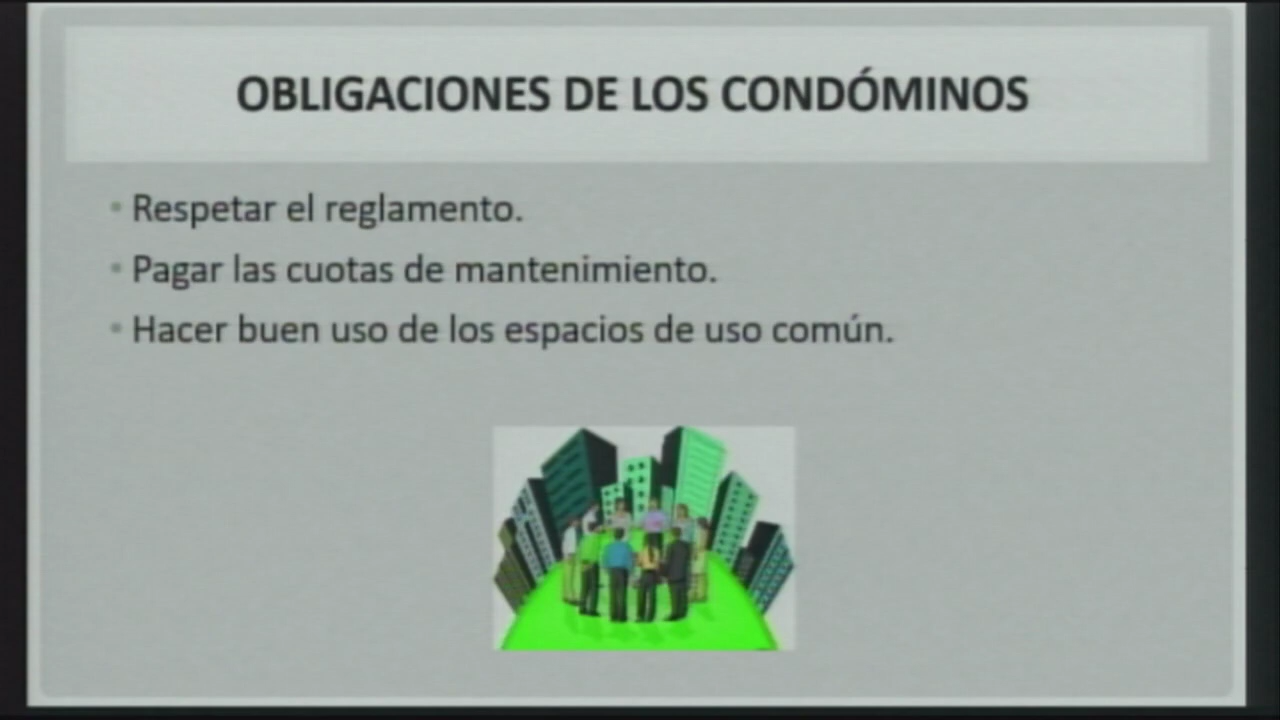 OBLIGACIONES DE LOS CONDÓMINOS
• Respetar el reglamento.
• Pagar las cuotas de mantenimiento.
• Hacer buen uso de los espacios de uso común.